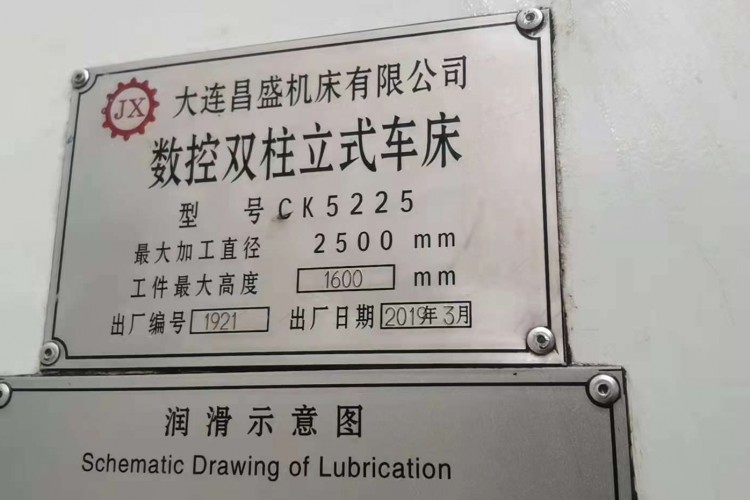 JX 大连昌盛机床有限公司
数控双柱立式车床
型 号 CK5225
最大加工直径 2500 mm
工件最大高度 1600 mm
出厂编号 1921 出厂日期 2019年3月
润滑示意图
Schematic Drawing of Lubrication